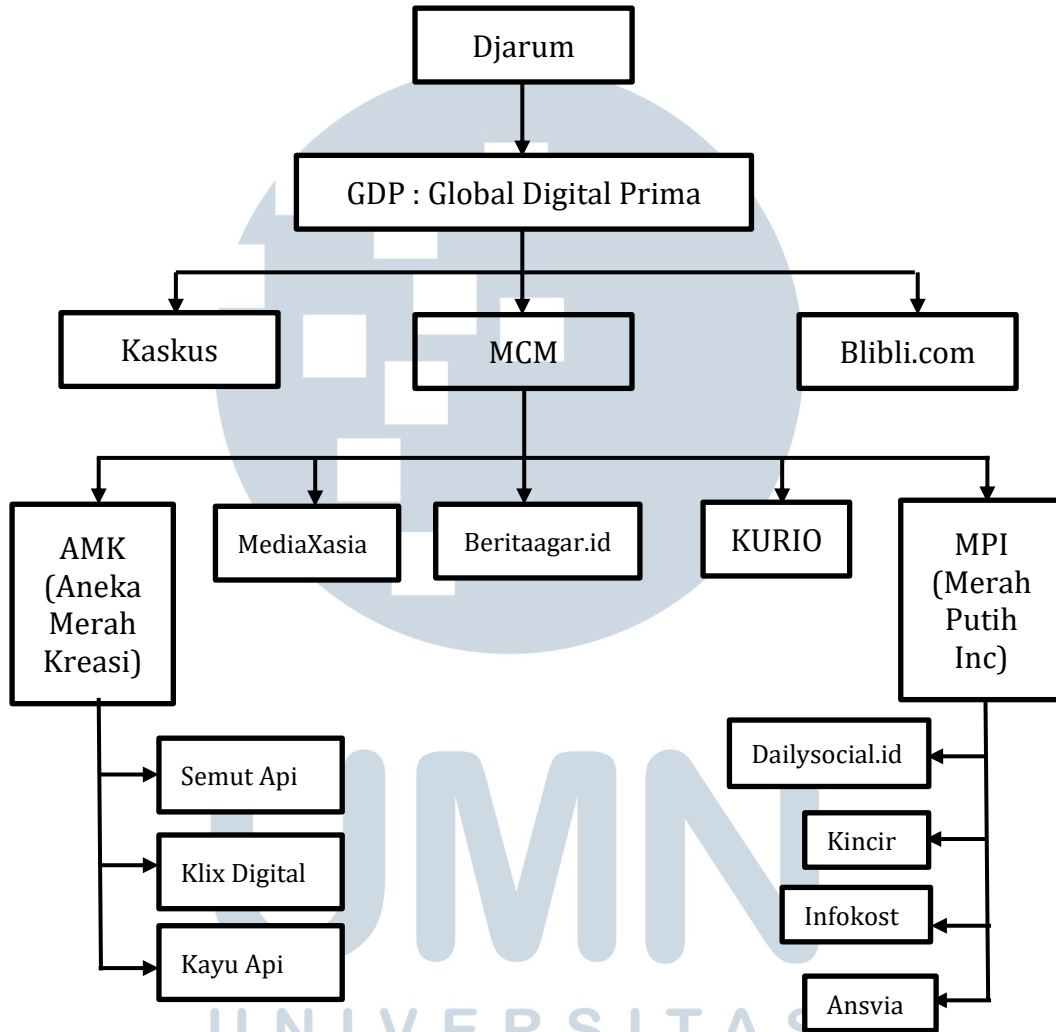 Djarum
GDP : Global Digital Prima
Kaskus
MCM
Blibli.com
AMK
(Aneka
Merah
Kreasi)
MediaXasia
Beritaagar.id
KURIO
MPI
(Merah
Putih
Inc)
Semut Api
Klix Digital
Kayu Api
Dailysocial.id
Kincir
Infokost
Ansvia
UMN
UNIVERSITAS